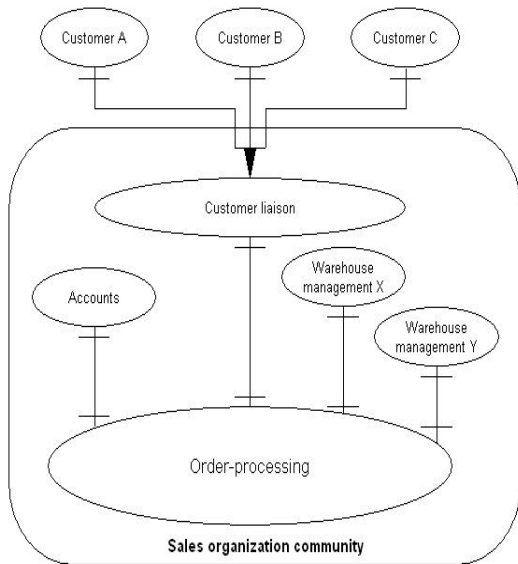 Customer A
Customer B
Customer C
Customer liaison
Accounts
Warehouse
management X
Warehouse
management Y
Order-processing
Sales organization community